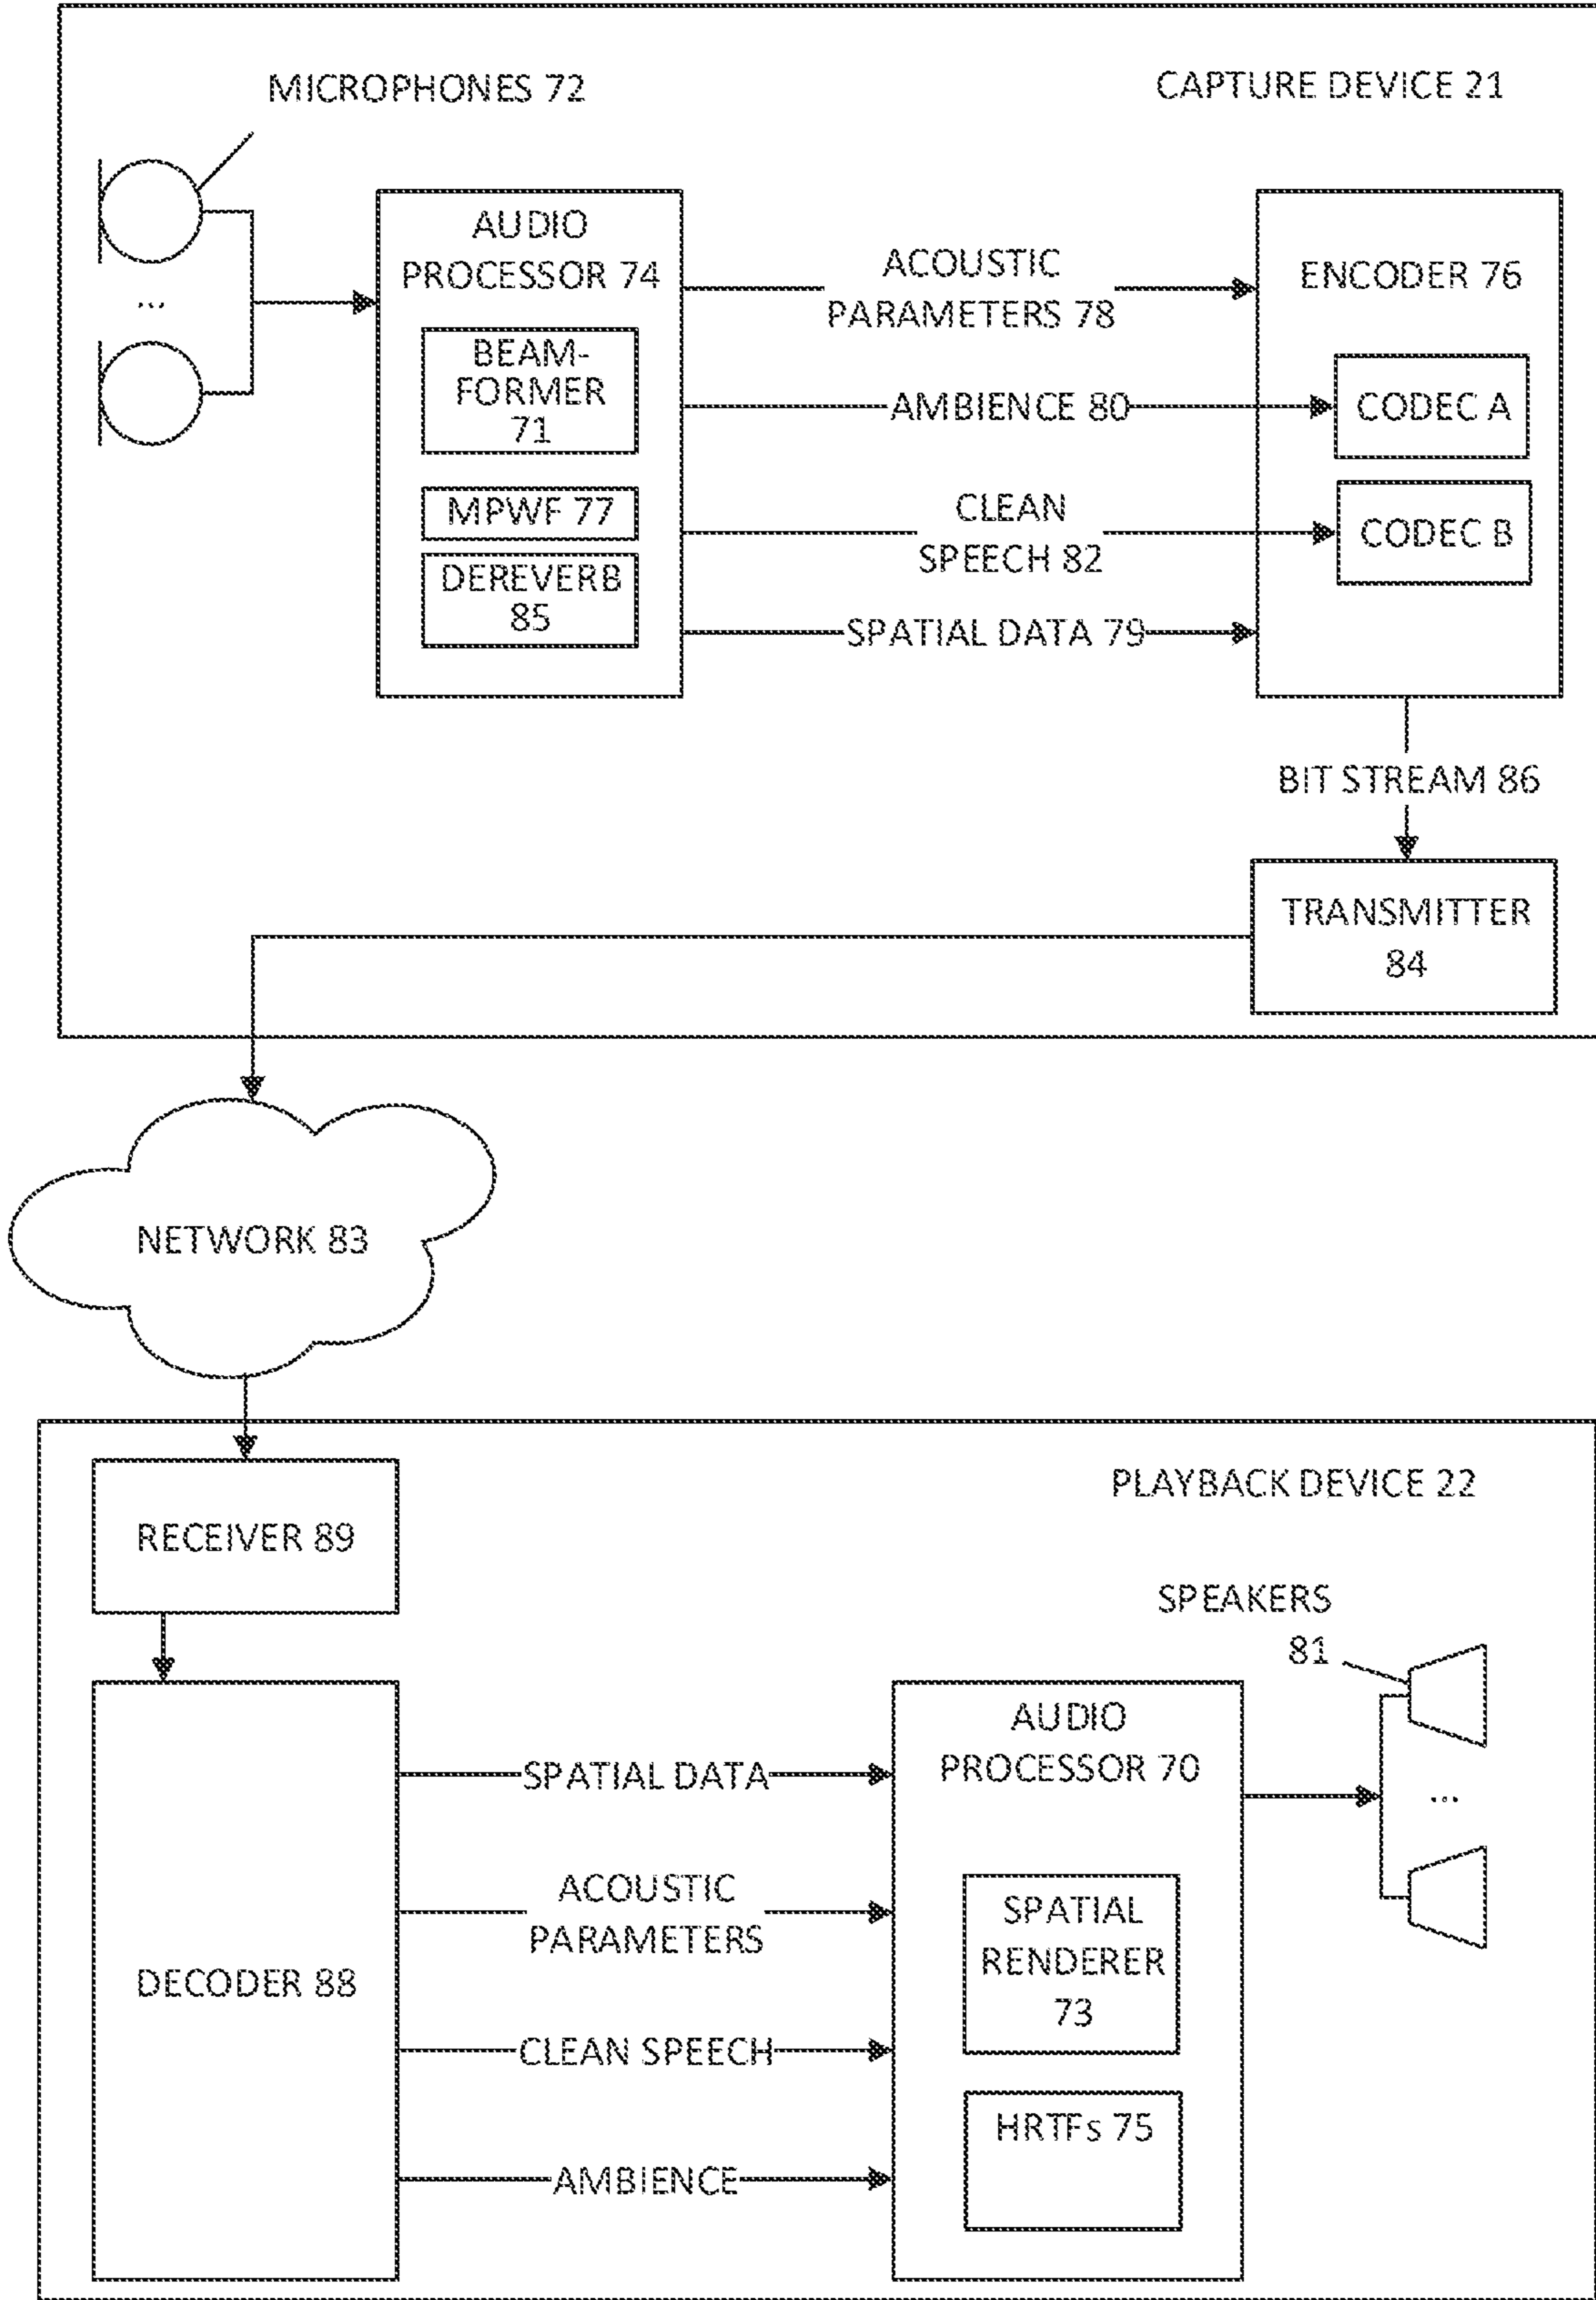 MICROPHONES 72
CAPTURE DEVICE 21
...
AUDIO
PROCESSOR 74
BEAM-
FORMER
71
MPWF 77
DEREVERB
85
ACOUSTIC
PARAMETERS 78
AMBIENCE 80
CLEAN
SPEECH 82
SPATIAL DATA 79
ENCODER 76
CODEC A
CODEC B
BIT STREAM 86
TRANSMITTER
84
NETWORK 83
PLAYBACK DEVICE 22
RECEIVER 89
DECODER 88
SPATIAL DATA
ACOUSTIC
PARAMETERS
CLEAN SPEECH
AMBIENCE
AUDIO
PROCESSOR 70
SPATIAL
RENDERER
73
HRTFs 75
SPEAKERS
81
...